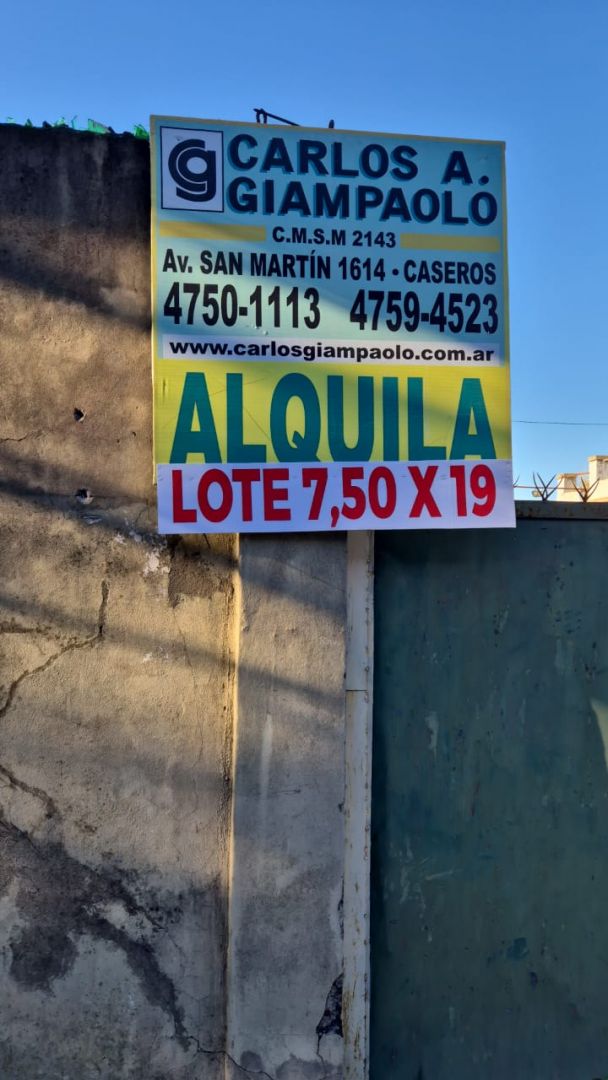 cg
CARLOS A.
GIAMPAOLO
C.M.S.M 2143
Av. SAN MARTÍN 1614 - CASEROS
4750-1113 4759-4523
www.carlosgiampaolo.com.ar
ALQUILA
LOTE 7,50 X 19